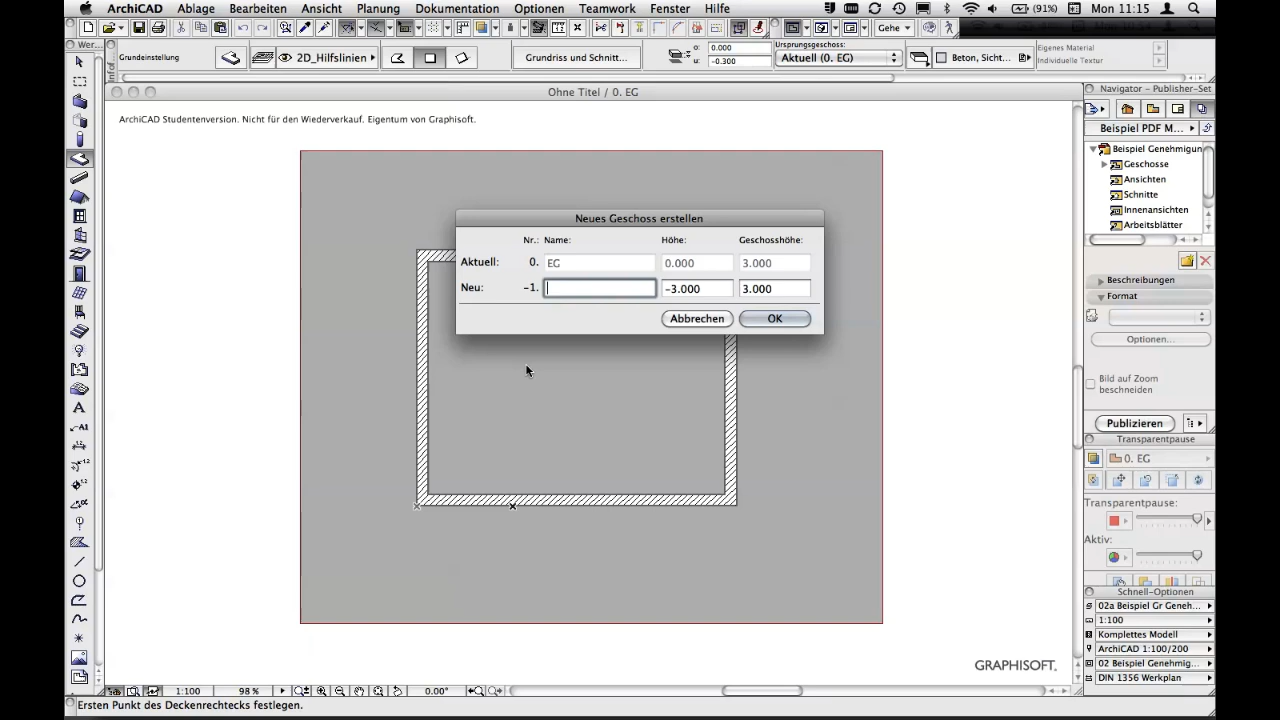 ArchiCAD Ablage Bearbeiten Ansicht Planung Dokumentation Optionen Teamwork Fenster Hilfe (91%) Mon 11:15
Gehe
Wer...
Infof
Grundeinstellung
2D_Hilfslinien
Grundriss und Schnitt...
o: 0.000
u: -0.300
Ursprungsgeschoss:
Aktuell (0. EG)
Beton, Sicht...
Eigenes Material
Individuelle Textur
Ohne Titel / 0. EG
ArchiCAD Studentenversion. Nicht für den Wiederverkauf. Eigentum von Graphisoft.
Neues Geschoss erstellen
Nr.: Name: Höhe: Geschosshöhe:
Aktuell: 0. EG 0.000 3.000
Neu: -1. -3.000 3.000
Abbrechen OK
Navigator - Publisher-Set
Beispiel PDF M...
Beispiel Genehmigun
Geschosse
Ansichten
Schnitte
Innenansichten
Arbeitsblätter
Beschreibungen
Format
Optionen...
Bild auf Zoom
beschneiden
Publizieren
Transparentpause
0. EG
Transparentpause:
Aktiv:
Schnell-Optionen
02a Beispiel Gr Geneh...
1:100
Komplettes Modell
ArchiCAD 1:100/200
02 Beispiel Genehmig...
DIN 1356 Werkplan
GRAPHISOFT.
1:100 98 % 0.00°
Ersten Punkt des Deckenrechtecks festlegen.